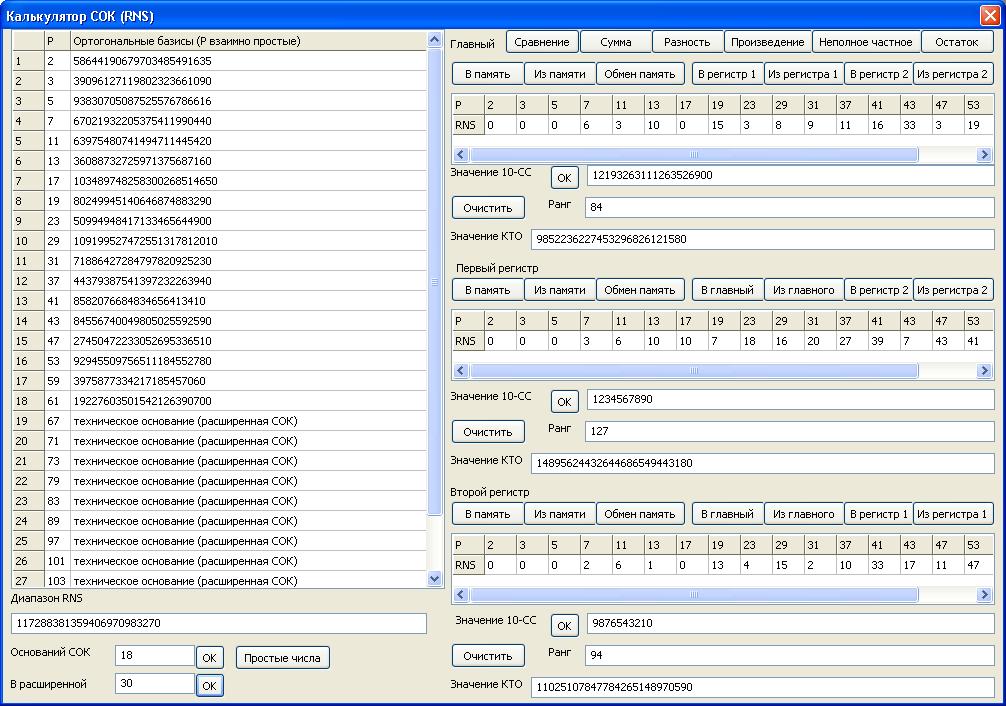 Калькулятор СОК (RNS)
P Ортогональные базисы (P взаимно простые)
1 2 58644190679703485491635
2 3 39096127119802323661090
3 5 93830705087525576786616
4 7 67021932205375411990440
5 11 63975480741494711445420
6 13 36088732725971375687160
7 17 103489748258300268514650
8 19 80249945140646874883290
9 23 50994948417133465644900
10 29 109199527472551317812010
11 31 71886427284797820925230
12 37 44379387541397232263940
13 41 8582076684834656413410
14 43 84556740049805025592590
15 47 27450472233052695336510
16 53 92945509756511184552780
17 59 3975877334217185457060
18 61 19227603501542126390700
19 67 техническое основание (расширенная СОК)
20 71 техническое основание (расширенная СОК)
21 73 техническое основание (расширенная СОК)
22 79 техническое основание (расширенная СОК)
23 83 техническое основание (расширенная СОК)
24 89 техническое основание (расширенная СОК)
25 97 техническое основание (расширенная СОК)
26 101 техническое основание (расширенная СОК)
27 103 техническое основание (расширенная СОК)
Диапазон RNS
117288381359406970983270
Оснований СОК 18 ОК Простые числа
В расширенной 30 ОК
Главный Сравнение Сумма Разность Произведение Неполное частное Остаток
В память Из памяти Обмен память В регистр 1 Из регистра 1 В регистр 2 Из регистра 2
P 2 3 5 7 11 13 17 19 23 29 31 37 41 43 47 53
RNS 0 0 0 6 3 10 0 15 3 8 9 11 16 33 3 19
Значение 10-СС ОК 12193263111263526900
Очистить Ранг 84
Значение КТО 9852236227453296826121580
Первый регистр
В память Из памяти Обмен память В главный Из главного В регистр 2 Из регистра 2
P 2 3 5 7 11 13 17 19 23 29 31 37 41 43 47 53
RNS 0 0 0 3 6 10 10 7 18 16 20 27 39 7 43 41
Значение 10-СС ОК 1234567890
Очистить Ранг 127
Значение КТО 14895624432644686549443180
Второй регистр
В память Из памяти Обмен память В главный Из главного В регистр 1 Из регистра 1
P 2 3 5 7 11 13 17 19 23 29 31 37 41 43 47 53
RNS 0 0 0 2 6 1 0 13 4 15 2 10 33 17 11 47
Значение 10-СС ОК 9876543210
Очистить Ранг 94
Значение КТО 11025107847784265148970590